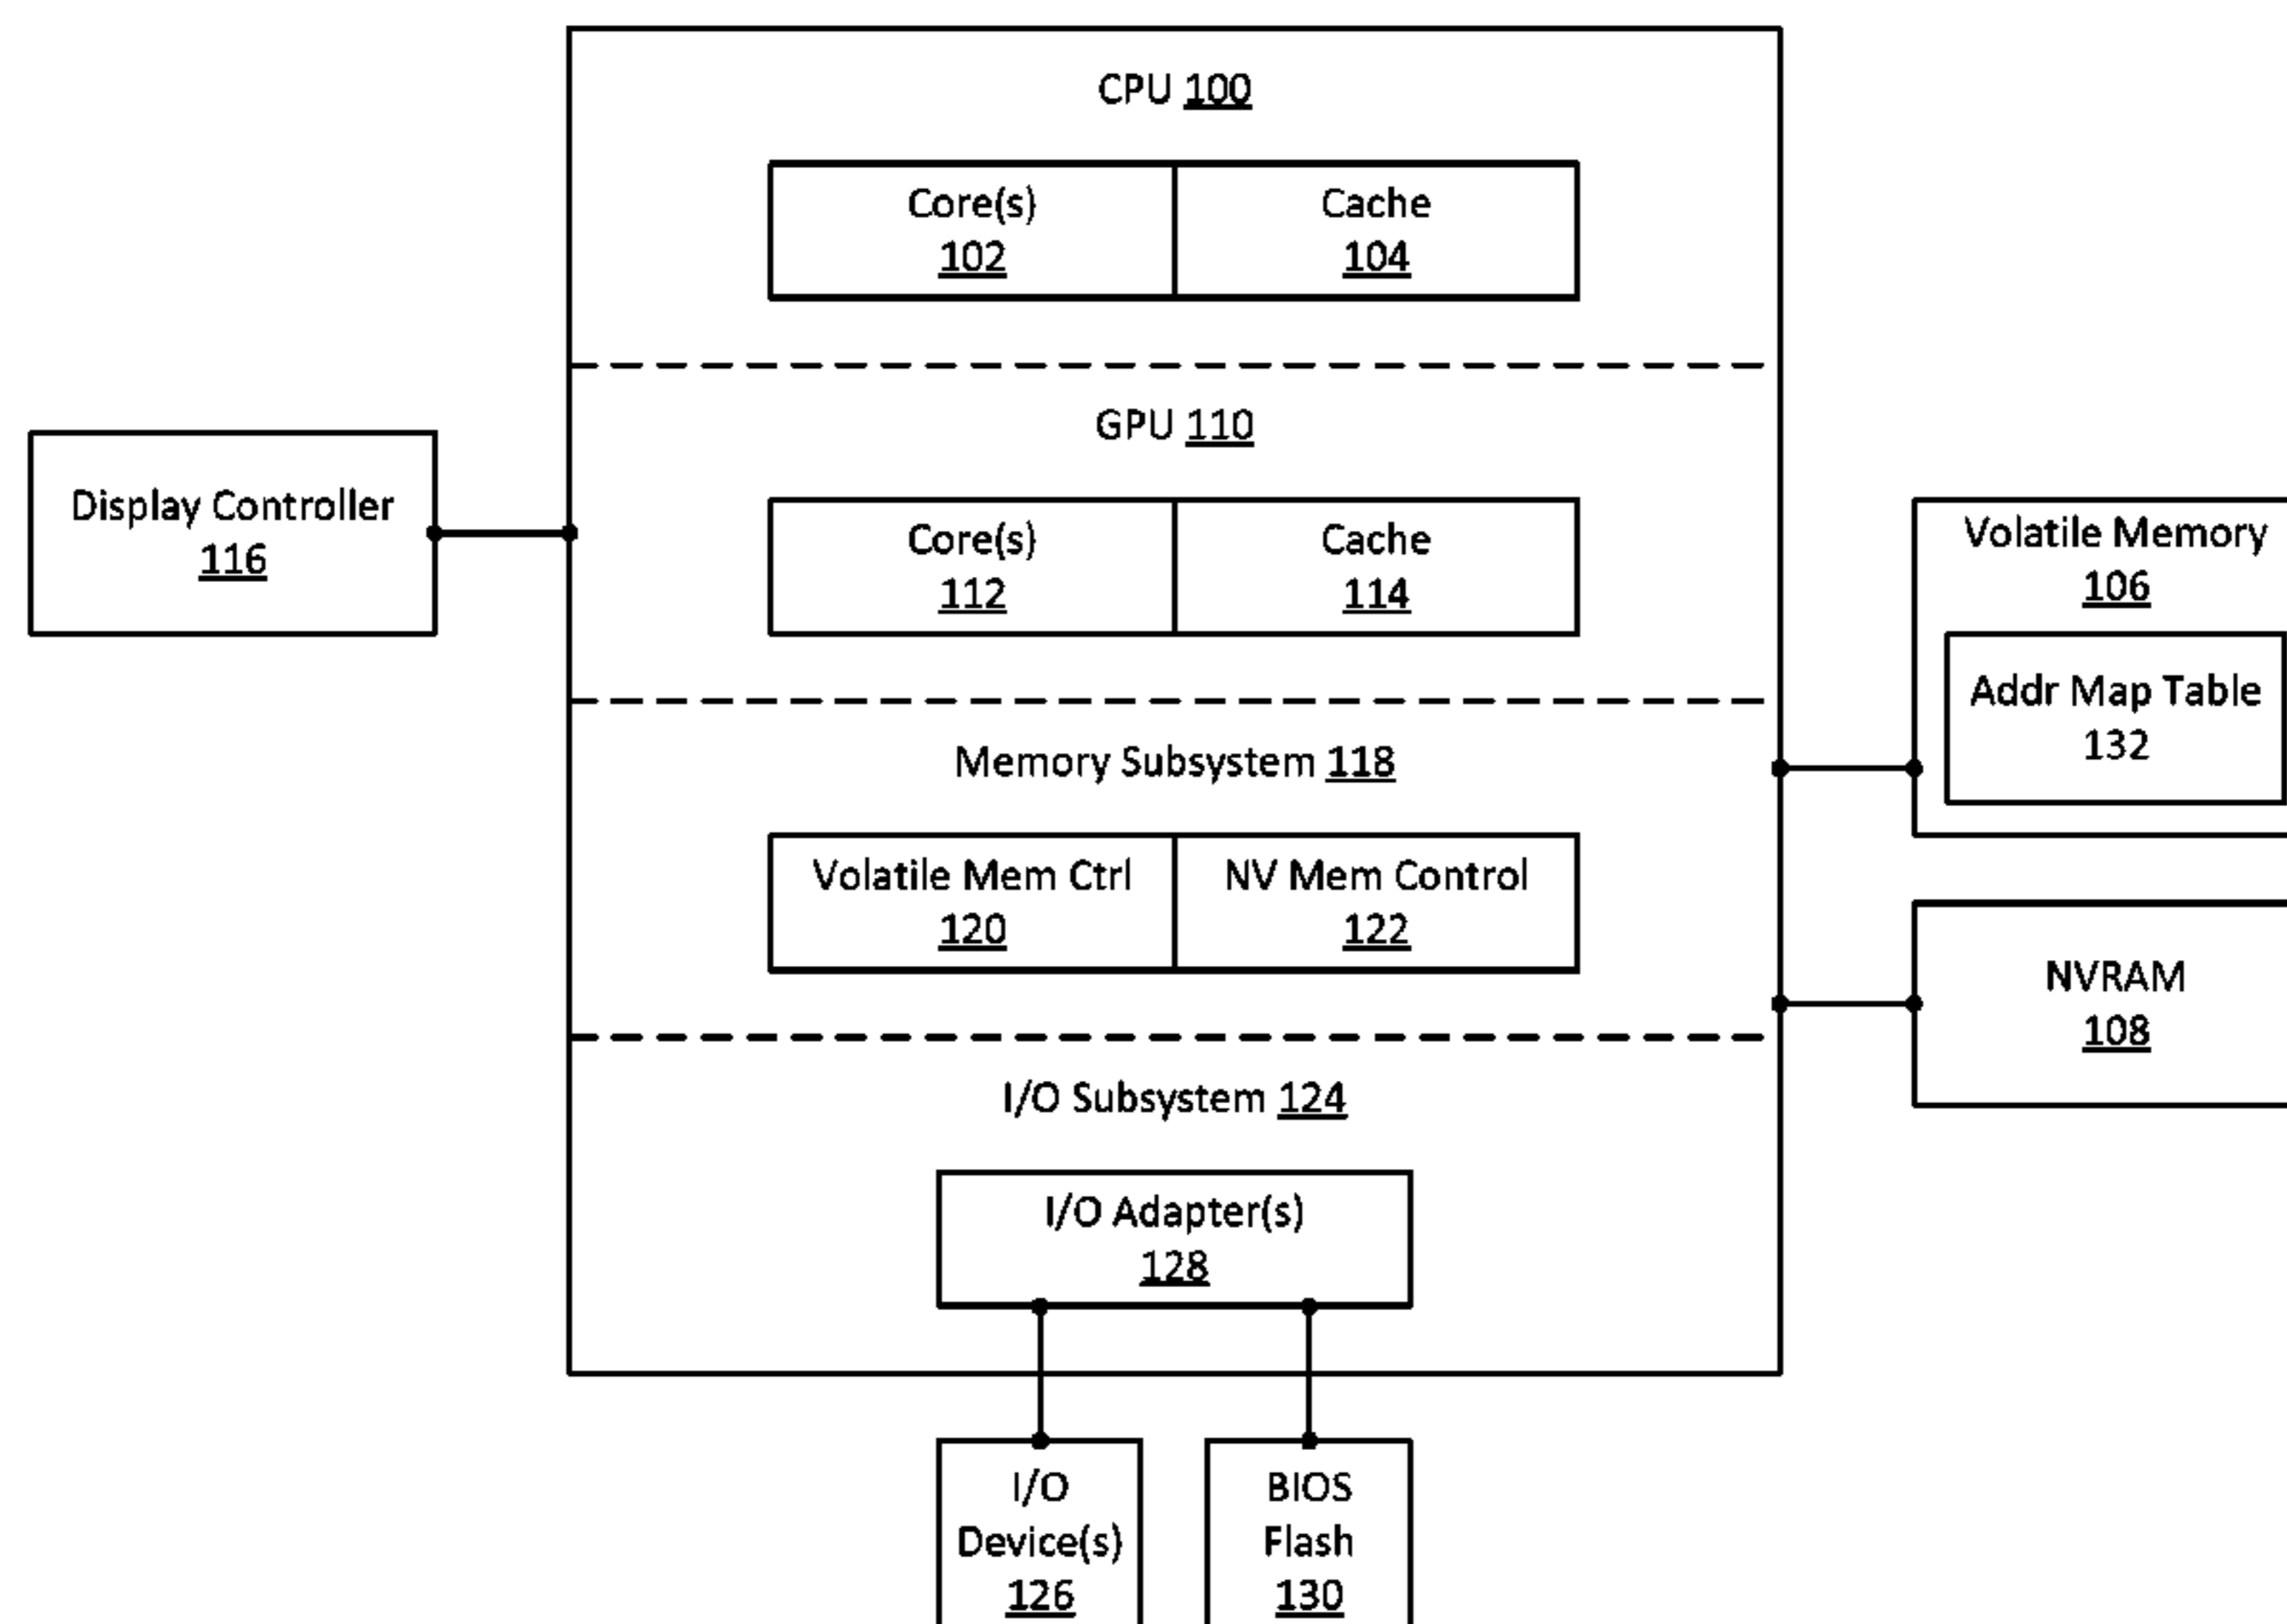 CPU 100
Core(s)
102
Cache
104
GPU 110
Core(s)
112
Cache
114
Display Controller
116
Volatile Memory
106
Addr Map Table
132
Memory Subsystem 118
Volatile Mem Ctrl
120
NV Mem Control
122
NVRAM
108
I/O Subsystem 124
I/O Adapter(s)
128
I/O
Device(s)
126
BIOS
Flash
130